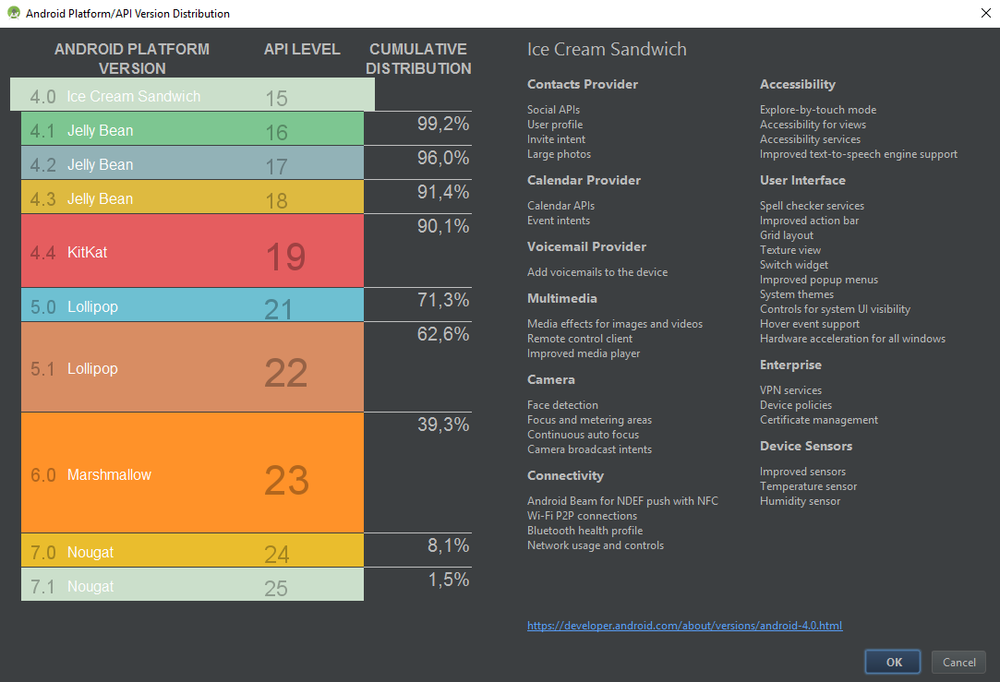 Android Platform/API Version Distribution
ANDROID PLATFORM VERSION
API LEVEL
CUMULATIVE DISTRIBUTION
4.0 Ice Cream Sandwich 15
99,2%
4.1 Jelly Bean 16
96,0%
4.2 Jelly Bean 17
91,4%
4.3 Jelly Bean 18
90,1%
4.4 KitKat 19
71,3%
5.0 Lollipop 21
62,6%
5.1 Lollipop 22
39,3%
6.0 Marshmallow 23
8,1%
7.0 Nougat 24
1,5%
7.1 Nougat 25
Ice Cream Sandwich
Contacts Provider
Social APIs
User profile
Invite intent
Large photos
Calendar Provider
Calendar APIs
Event intents
Voicemail Provider
Add voicemails to the device
Multimedia
Media effects for images and videos
Remote control client
Improved media player
Camera
Face detection
Focus and metering areas
Continuous auto focus
Camera broadcast intents
Connectivity
Android Beam for NDEF push with NFC
Wi-Fi P2P connections
Bluetooth health profile
Network usage and controls
Accessibility
Explore-by-touch mode
Accessibility for views
Accessibility services
Improved text-to-speech engine support
User Interface
Spell checker services
Improved action bar
Grid layout
Texture view
Switch widget
Improved popup menus
System themes
Controls for system UI visibility
Hover event support
Hardware acceleration for all windows
Enterprise
VPN services
Device policies
Certificate management
Device Sensors
Improved sensors
Temperature sensor
Humidity sensor
https://developer.android.com/about/versions/android-4.0.html
OK
Cancel